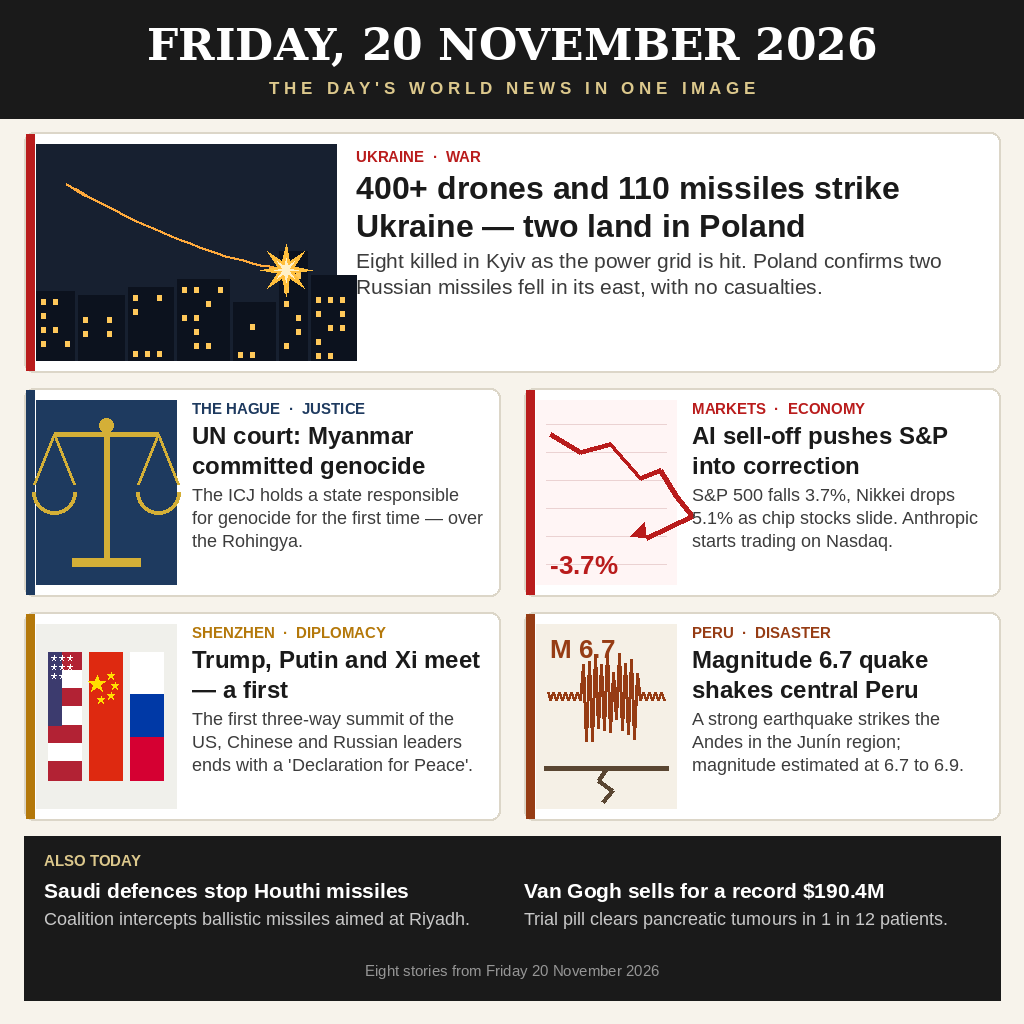 FRIDAY, 20 NOVEMBER 2026
THE DAY'S WORLD NEWS IN ONE IMAGE
UKRAINE · WAR
400+ drones and 110 missiles strike
Ukraine — two land in Poland
Eight killed in Kyiv as the power grid is hit. Poland confirms two
Russian missiles fell in its east, with no casualties.
THE HAGUE · JUSTICE
UN court: Myanmar
committed genocide
The ICJ holds a state responsible
for genocide for the first time — over
the Rohingya.
MARKETS · ECONOMY
AI sell-off pushes S&P
into correction
S&P 500 falls 3.7%, Nikkei drops
5.1% as chip stocks slide. Anthropic
starts trading on Nasdaq.
-3.7%
SHENZHEN · DIPLOMACY
Trump, Putin and Xi meet
— a first
The first three-way summit of the
US, Chinese and Russian leaders
ends with a 'Declaration for Peace'.
M 6.7
PERU · DISASTER
Magnitude 6.7 quake
shakes central Peru
A strong earthquake strikes the
Andes in the Junín region;
magnitude estimated at 6.7 to 6.9.
ALSO TODAY
Saudi defences stop Houthi missiles
Coalition intercepts ballistic missiles aimed at Riyadh.
Van Gogh sells for a record $190.4M
Trial pill clears pancreatic tumours in 1 in 12 patients.
Eight stories from Friday 20 November 2026